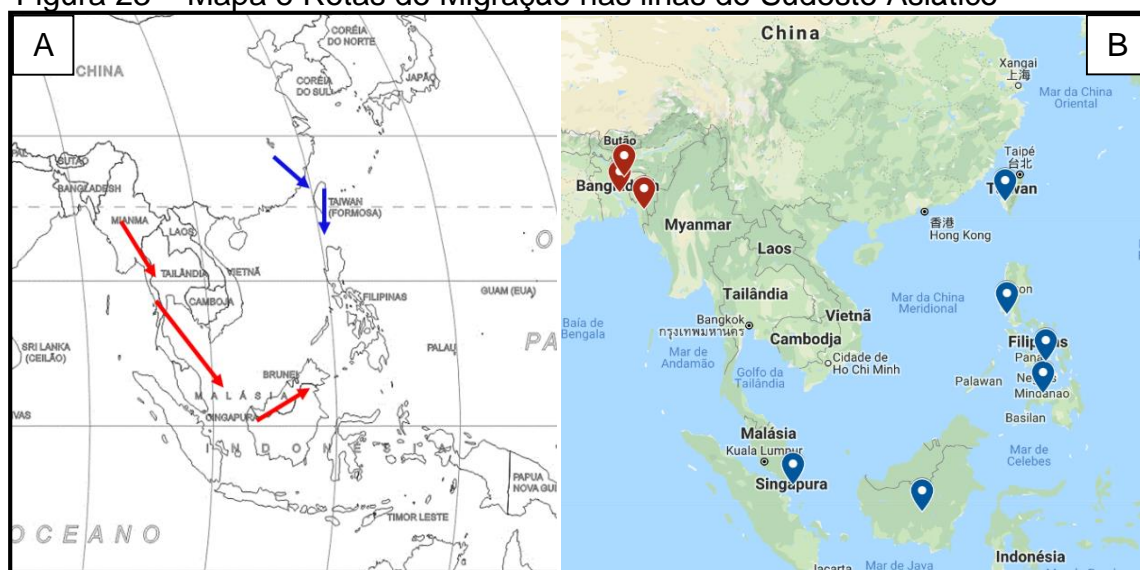 Figura 23 – Mapa e Rotas de Migração nas Ilhas do Sudeste Asiático
A
CORÉIA
DO NORTE
CHINA
CORÉIA
DO SUL
JAPÃO
BUTÃO
BANGLADESH
TAIWAN
(FORMOSA)
MIANMA
LAOS
TAILÂNDIA
VIETNÃ
CAMBOJA
FILIPINAS
GUAM (EUA)
O
SRI LANKA
(CEILÃO)
PALAU
PA
BRUNEI
MALÁSIA
VAS
CINGAPURA
INDONÉSIA
PAPUA
NOVA GUI
TIMOR LESTE
OCEANO
B
China
Xangai
上海
Mar da China
Oriental
Butão
Taipé
台北
Taiwan
香港
Hong Kong
Myanmar
Laos
Tailândia
Mar da China
Meridional
Baía de
Bengala
Bangkok
กรุงเทพมหานคร
Vietnã
Camboja
Mar de
Andamão
Cidade de
Ho Chi Minh
Golfo da
Tailândia
Palawan
Mindanao
Basilan
Malásia
Kuala Lumpur
Mar de
Celebes
Singapura
Indonésia
Jacarta
Mar de Java